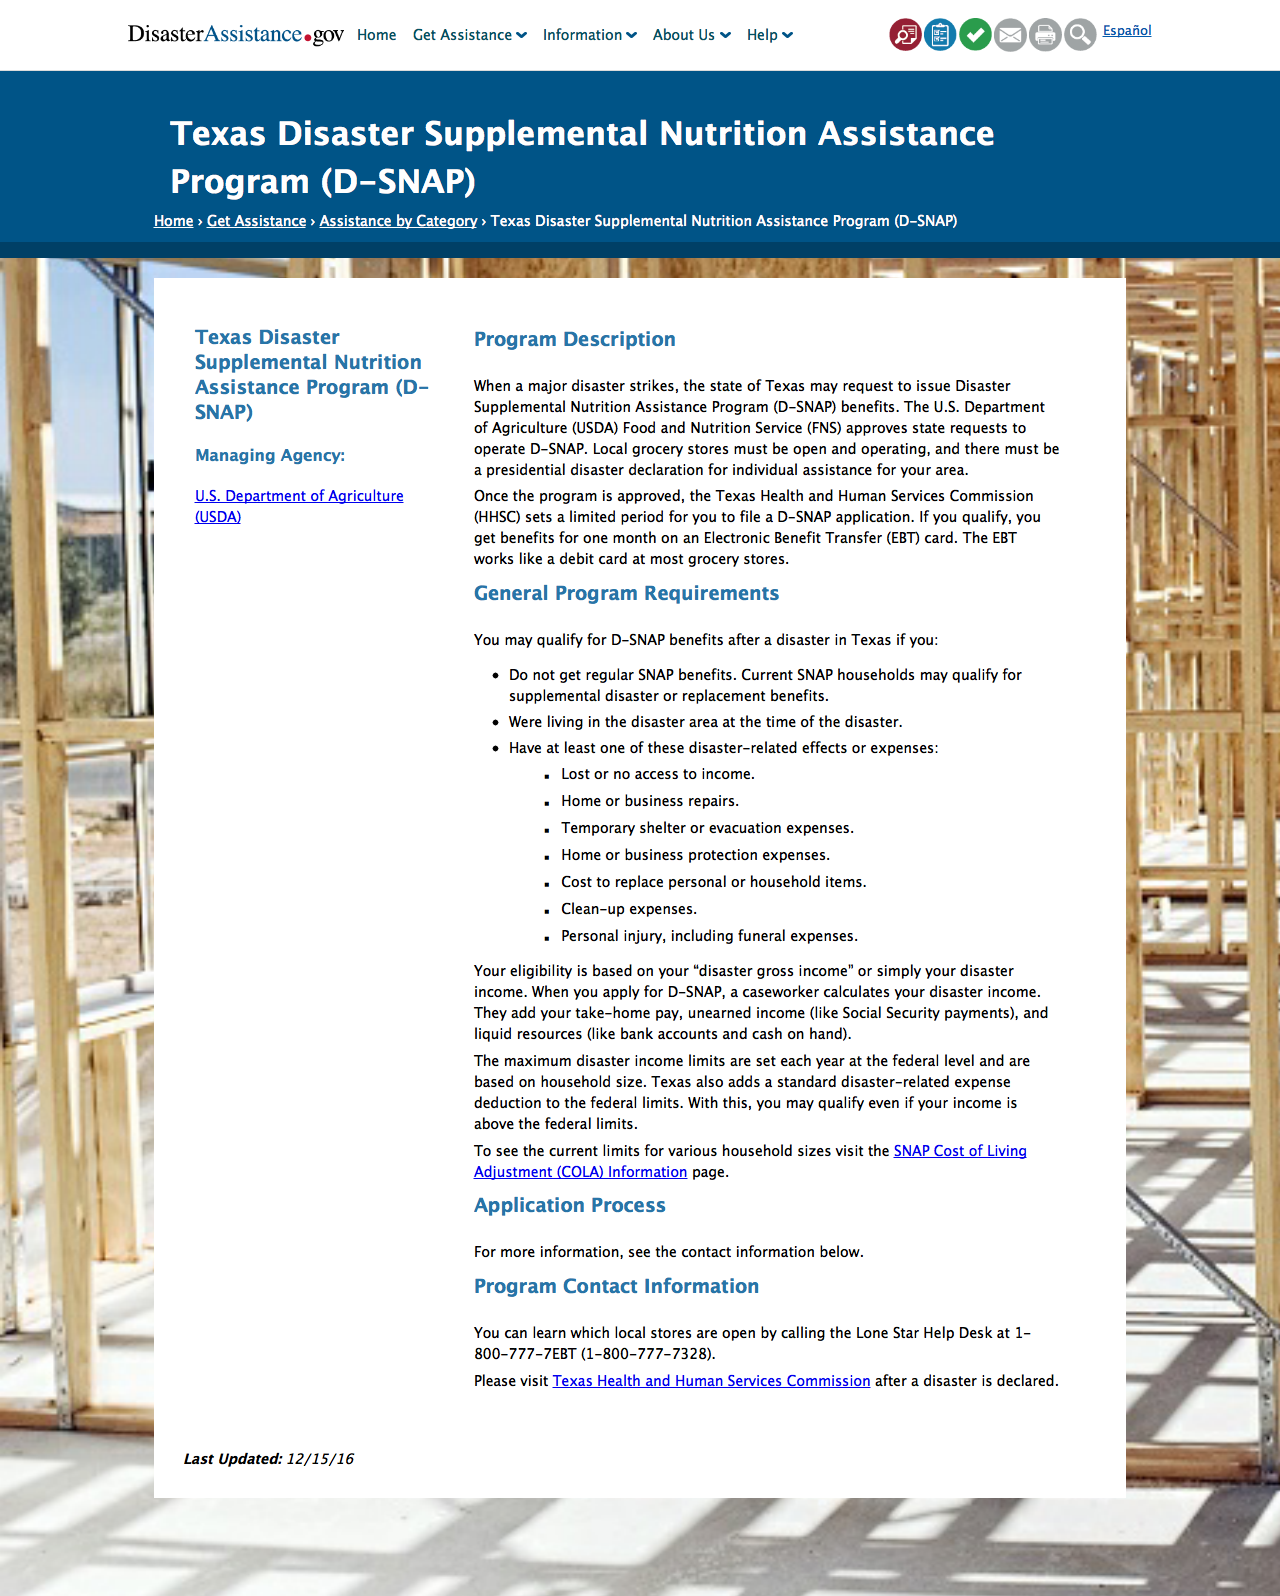 DisasterAssistance.gov Home Get Assistance Information About Us Help Español
Texas Disaster Supplemental Nutrition Assistance
Program (D-SNAP)
Home › Get Assistance › Assistance by Category › Texas Disaster Supplemental Nutrition Assistance Program (D-SNAP)
Texas Disaster
Supplemental Nutrition
Assistance Program (D-
SNAP)
Managing Agency:
U.S. Department of Agriculture
(USDA)
Program Description
When a major disaster strikes, the state of Texas may request to issue Disaster
Supplemental Nutrition Assistance Program (D-SNAP) benefits. The U.S. Department
of Agriculture (USDA) Food and Nutrition Service (FNS) approves state requests to
operate D-SNAP. Local grocery stores must be open and operating, and there must be
a presidential disaster declaration for individual assistance for your area.
Once the program is approved, the Texas Health and Human Services Commission
(HHSC) sets a limited period for you to file a D-SNAP application. If you qualify, you
get benefits for one month on an Electronic Benefit Transfer (EBT) card. The EBT
works like a debit card at most grocery stores.
General Program Requirements
You may qualify for D-SNAP benefits after a disaster in Texas if you:
• Do not get regular SNAP benefits. Current SNAP households may qualify for
supplemental disaster or replacement benefits.
• Were living in the disaster area at the time of the disaster.
• Have at least one of these disaster-related effects or expenses:
▪ Lost or no access to income.
▪ Home or business repairs.
▪ Temporary shelter or evacuation expenses.
▪ Home or business protection expenses.
▪ Cost to replace personal or household items.
▪ Clean-up expenses.
▪ Personal injury, including funeral expenses.
Your eligibility is based on your “disaster gross income” or simply your disaster
income. When you apply for D-SNAP, a caseworker calculates your disaster income.
They add your take-home pay, unearned income (like Social Security payments), and
liquid resources (like bank accounts and cash on hand).
The maximum disaster income limits are set each year at the federal level and are
based on household size. Texas also adds a standard disaster-related expense
deduction to the federal limits. With this, you may qualify even if your income is
above the federal limits.
To see the current limits for various household sizes visit the SNAP Cost of Living
Adjustment (COLA) Information page.
Application Process
For more information, see the contact information below.
Program Contact Information
You can learn which local stores are open by calling the Lone Star Help Desk at 1-
800-777-7EBT (1-800-777-7328).
Please visit Texas Health and Human Services Commission after a disaster is declared.
Last Updated: 12/15/16